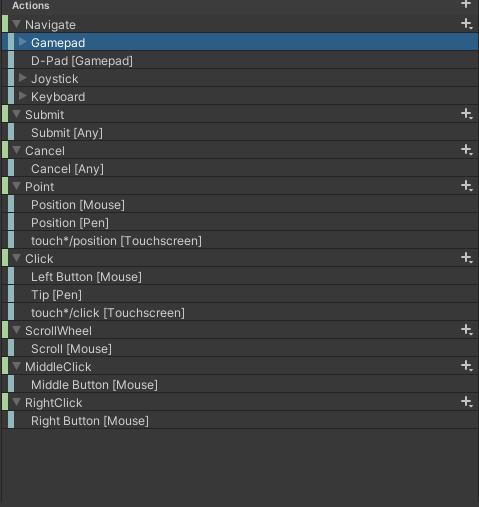 Actions
Navigate
Gamepad
D-Pad [Gamepad]
Joystick
Keyboard
Submit
Submit [Any]
Cancel
Cancel [Any]
Point
Position [Mouse]
Position [Pen]
touch*/position [Touchscreen]
Click
Left Button [Mouse]
Tip [Pen]
touch*/click [Touchscreen]
ScrollWheel
Scroll [Mouse]
MiddleClick
Middle Button [Mouse]
RightClick
Right Button [Mouse]